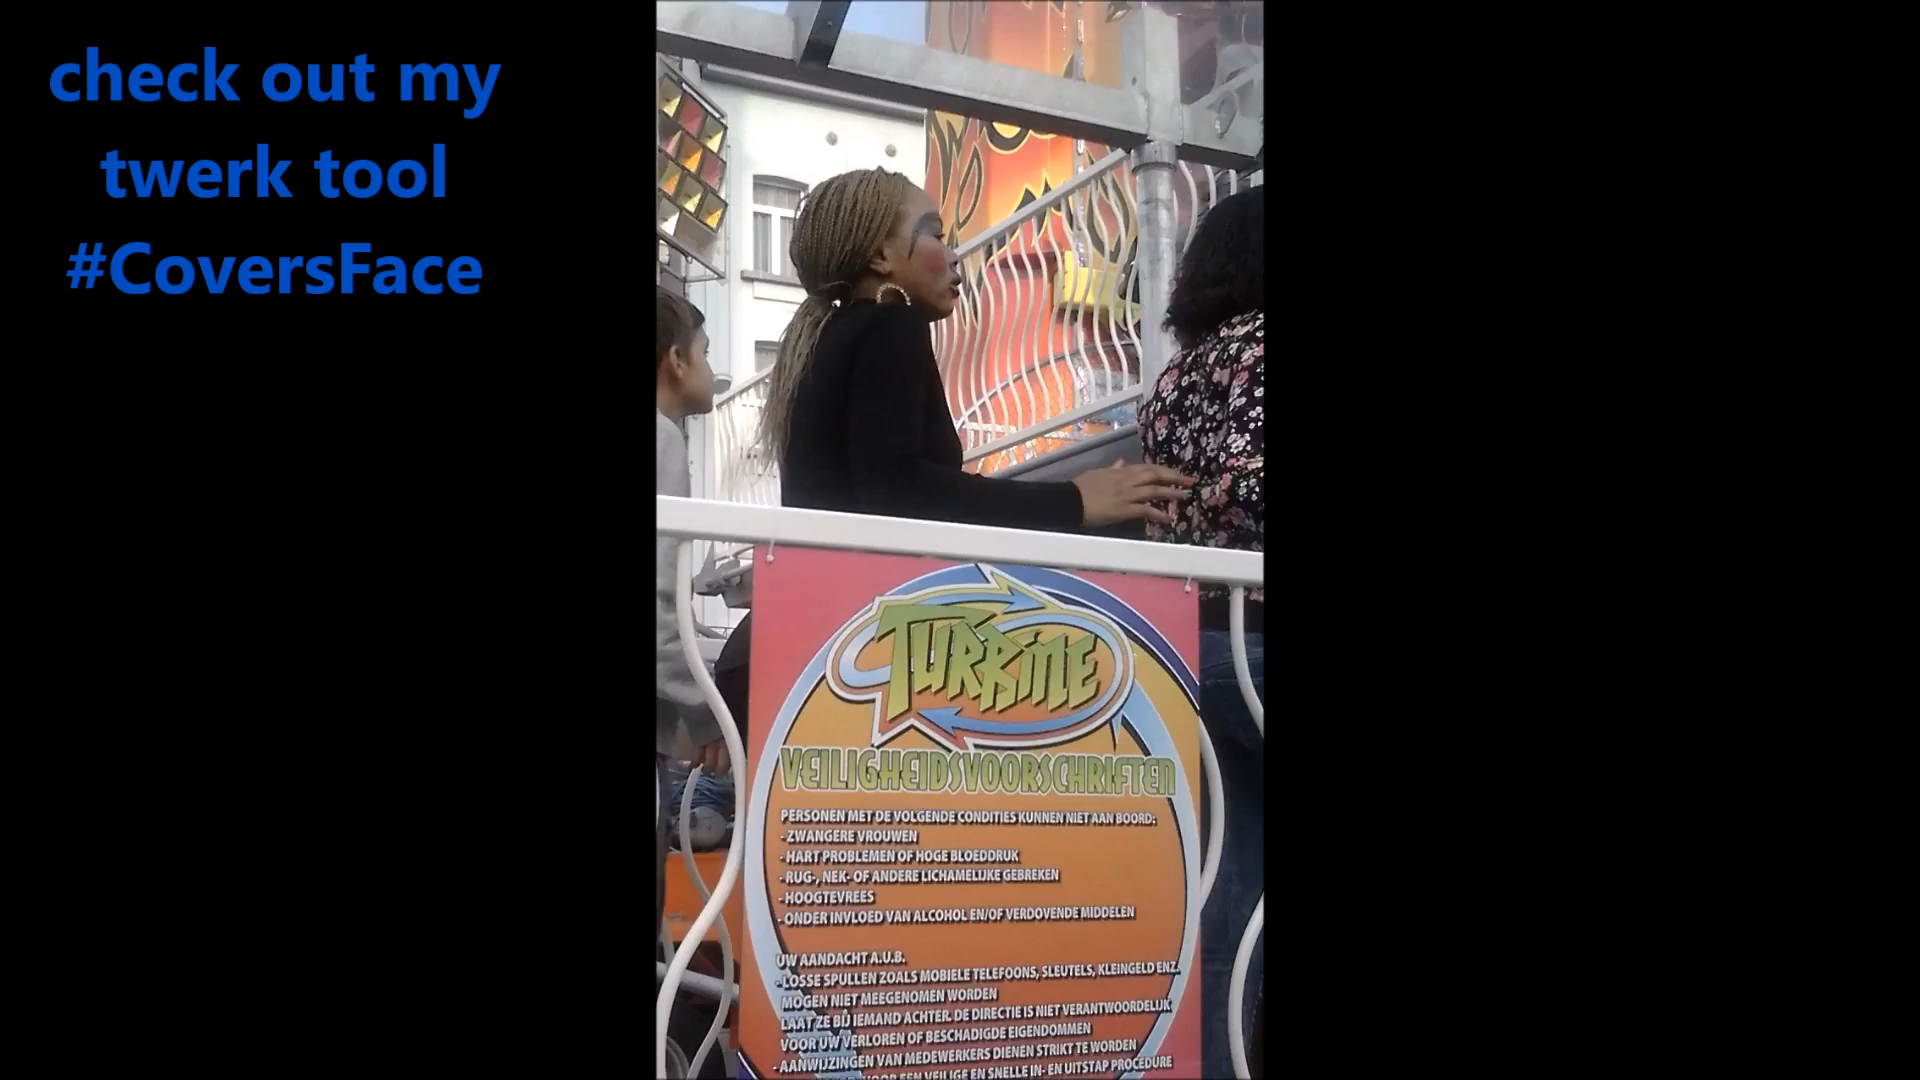 check out my
twerk tool
#CoversFace
TURBINE
VEILIGHEIDSVOORSCHRIFTEN
PERSONEN MET DE VOLGENDE CONDITIES KUNNEN NIET AAN BOORD:
- ZWANGERE VROUWEN
- HART PROBLEMEN OF HOGE BLOEDDRUK
- RUG-, NEK- OF ANDERE LICHAMELIJKE GEBREKEN
- HOOGTEVREES
- ONDER INVLOED VAN ALCOHOL EN/OF VERDOVENDE MIDDELEN
UW AANDACHT A.U.B.
- LOSSE SPULLEN ZOALS MOBIELE TELEFOONS, SLEUTELS, KLEINGELD ENZ.
MOGEN NIET MEEGENOMEN WORDEN
LAAT ZE BIJ IEMAND ACHTER. DE DIRECTIE IS NIET VERANTWOORDELIJK
VOOR UW VERLOREN OF BESCHADIGDE EIGENDOMMEN
- AANWIJZINGEN VAN MEDEWERKERS DIENEN STRIKT TE WORDEN
VOOR EEN VEILIGE EN SNELLE IN- EN UITSTAP PROCEDURE